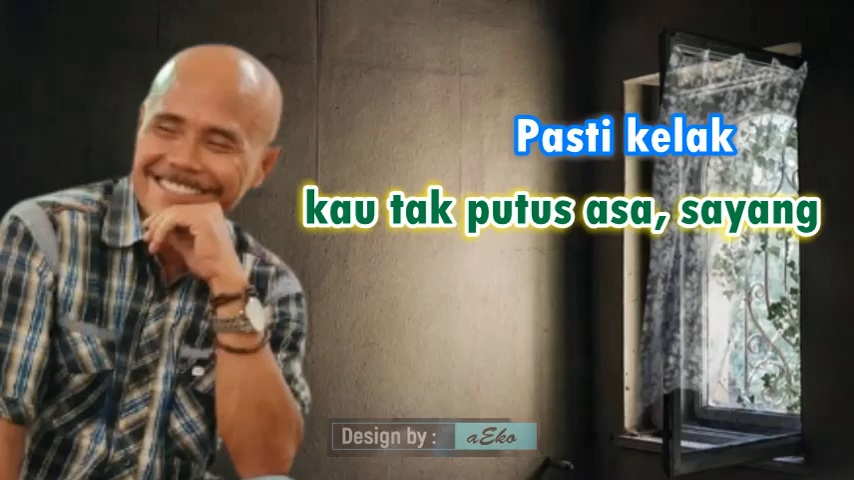 Pasti kelak
kau tak putus asa, sayang
Design by : aEko